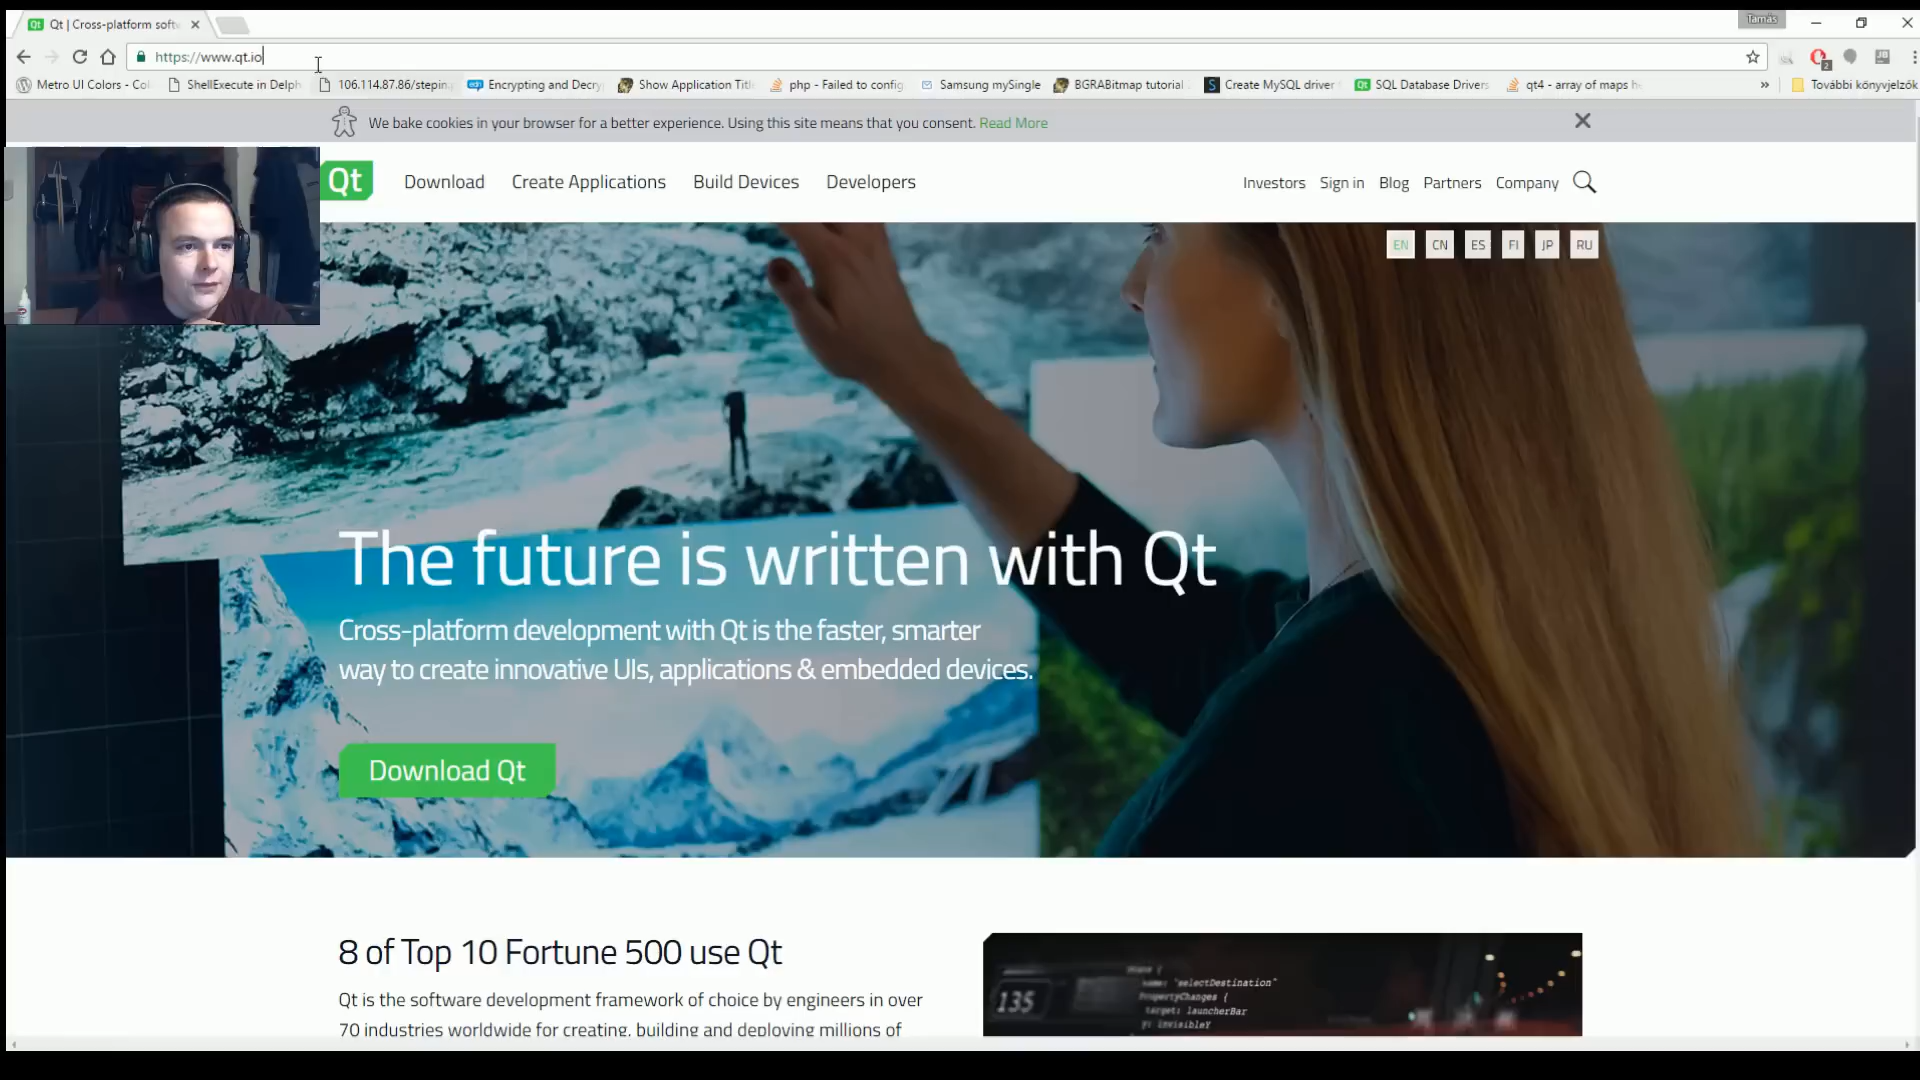 Qt | Cross-platform soft
Tamás
https://www.qt.io
Metro UI Colors - Col
ShellExecute in Delph
106.114.87.86/stepin
Encrypting and Decry
Show Application Titl
php - Failed to config
Samsung mySingle
BGRABitmap tutorial
Create MySQL driver
SQL Database Drivers
qt4 - array of maps h
»
További könyvjelzők
We bake cookies in your browser for a better experience. Using this site means that you consent. Read More
Qt
Download
Create Applications
Build Devices
Developers
Investors
Sign in
Blog
Partners
Company
EN
CN
ES
FI
JP
RU
The future is written with Qt
Cross-platform development with Qt is the faster, smarter
way to create innovative UIs, applications & embedded devices.
Download Qt
8 of Top 10 Fortune 500 use Qt
Qt is the software development framework of choice by engineers in over
70 industries worldwide for creating, building and deploying millions of
135
name: "selectDestination"
PropertyChanges {
target: launcherBar
y: invisibleY